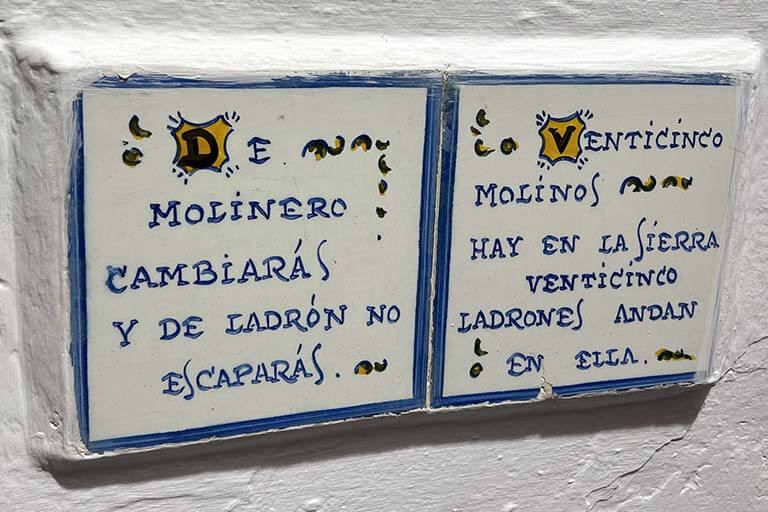 DE
MOLINERO
CAMBIARÁS
Y DE LADRÓN NO
ESCAPARÁS.
VENTICINCO
MOLINOS
HAY EN LA SIERRA
VENTICINCO
LADRONES ANDAN
EN ELLA.